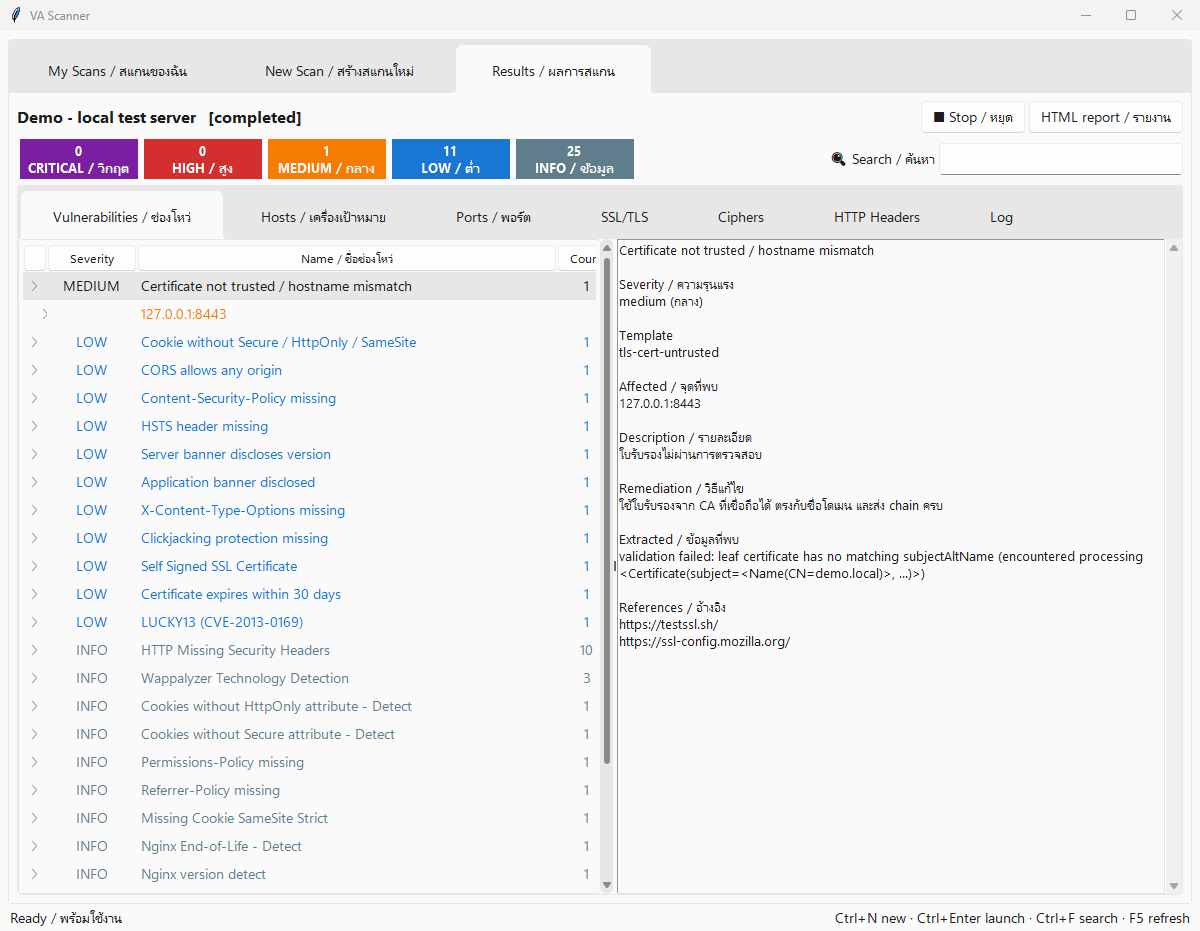 VA Scanner
My Scans / สแกนของฉัน
New Scan / สร้างสแกนใหม่
Results / ผลการสแกน
Demo - local test server [completed]
Stop / หยุด
HTML report / รายงาน
0
CRITICAL / วิกฤต
0
HIGH / สูง
1
MEDIUM / กลาง
11
LOW / ต่ำ
25
INFO / ข้อมูล
Search / ค้นหา
Vulnerabilities / ช่องโหว่
Hosts / เครื่องเป้าหมาย
Ports / พอร์ต
SSL/TLS
Ciphers
HTTP Headers
Log
Severity Name / ชื่อช่องโหว่ Cour
MEDIUM Certificate not trusted / hostname mismatch 1
127.0.0.1:8443
LOW Cookie without Secure / HttpOnly / SameSite 1
LOW CORS allows any origin 1
LOW Content-Security-Policy missing 1
LOW HSTS header missing 1
LOW Server banner discloses version 1
LOW Application banner disclosed 1
LOW X-Content-Type-Options missing 1
LOW Clickjacking protection missing 1
LOW Self Signed SSL Certificate 1
LOW Certificate expires within 30 days 1
LOW LUCKY13 (CVE-2013-0169) 1
INFO HTTP Missing Security Headers 10
INFO Wappalyzer Technology Detection 3
INFO Cookies without HttpOnly attribute - Detect 1
INFO Cookies without Secure attribute - Detect 1
INFO Permissions-Policy missing 1
INFO Referrer-Policy missing 1
INFO Missing Cookie SameSite Strict 1
INFO Nginx End-of-Life - Detect 1
INFO Nginx version detect 1
Certificate not trusted / hostname mismatch
Severity / ความรุนแรง
medium (กลาง)
Template
tls-cert-untrusted
Affected / จุดที่พบ
127.0.0.1:8443
Description / รายละเอียด
ใบรับรองไม่ผ่านการตรวจสอบ
Remediation / วิธีแก้ไข
ใช้ใบรับรองจาก CA ที่เชื่อถือได้ ตรงกับชื่อโดเมน และส่ง chain ครบ
Extracted / ข้อมูลที่พบ
validation failed: leaf certificate has no matching subjectAltName (encountered processing
<Certificate(subject=<Name(CN=demo.local)>, ...)>)
References / อ้างอิง
https://testssl.sh/
https://ssl-config.mozilla.org/
Ready / พร้อมใช้งาน
Ctrl+N new · Ctrl+Enter launch · Ctrl+F search · F5 refresh